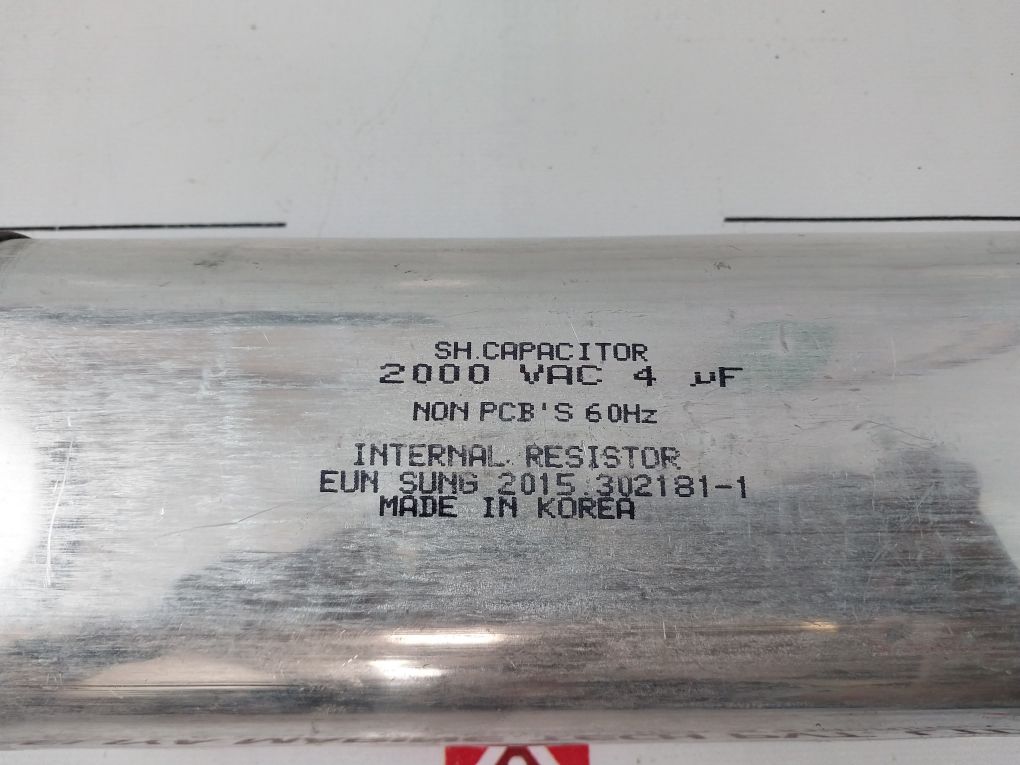 SH.CAPACITOR
2000 VAC 4 µF
NON PCB'S 60Hz
INTERNAL RESISTOR
EUN SUNG 2015.302181-1
MADE IN KOREA